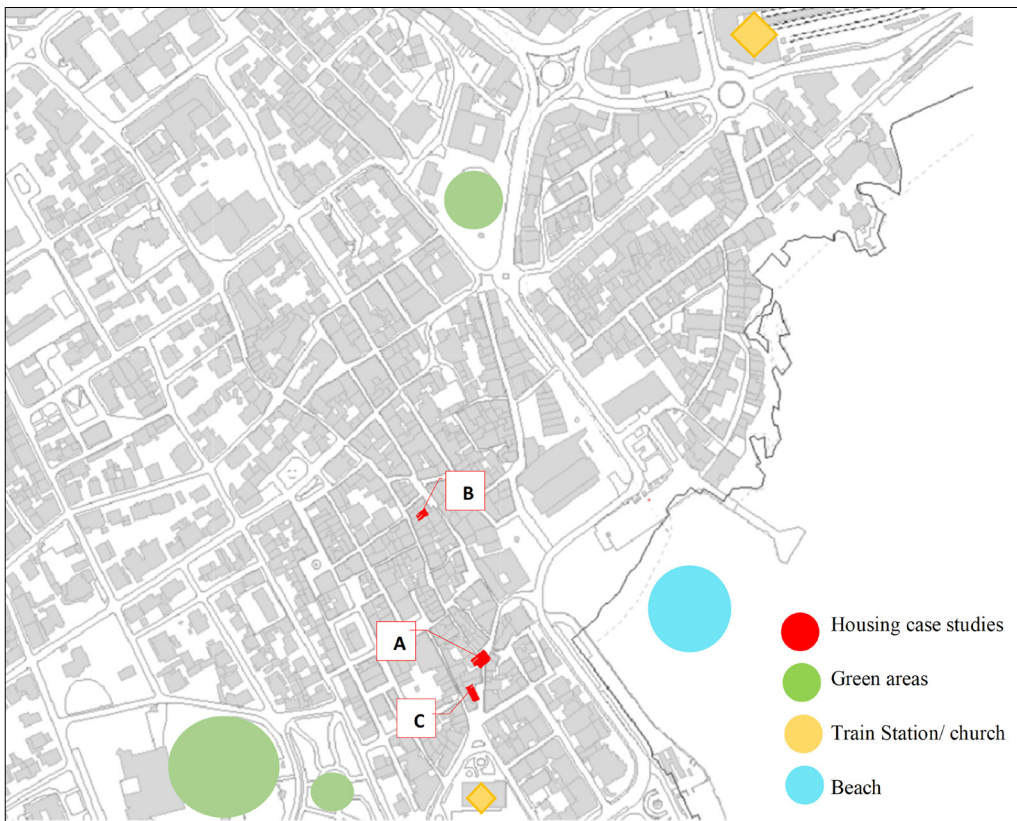 B
A
C
Housing case studies
Green areas
Train Station/ church
Beach